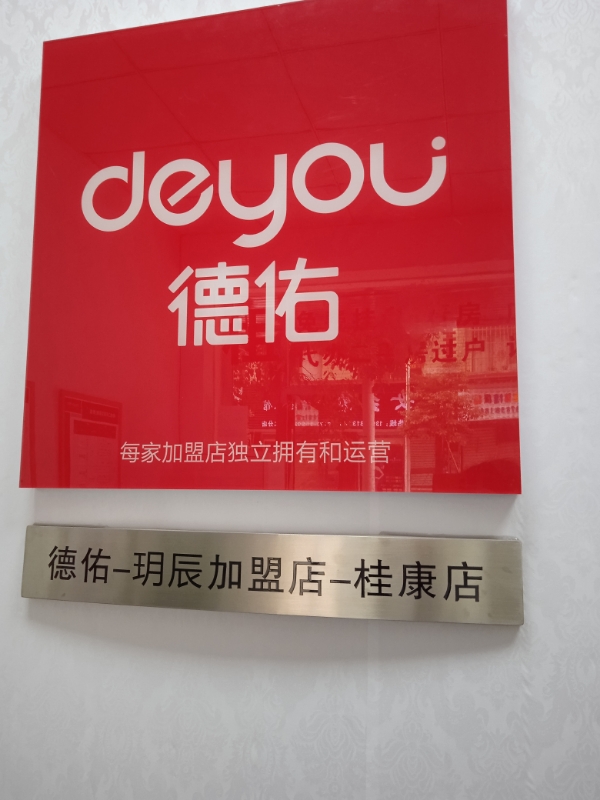 deyou
德佑
每家加盟店独立拥有和运营
德佑–玥辰加盟店–桂康店